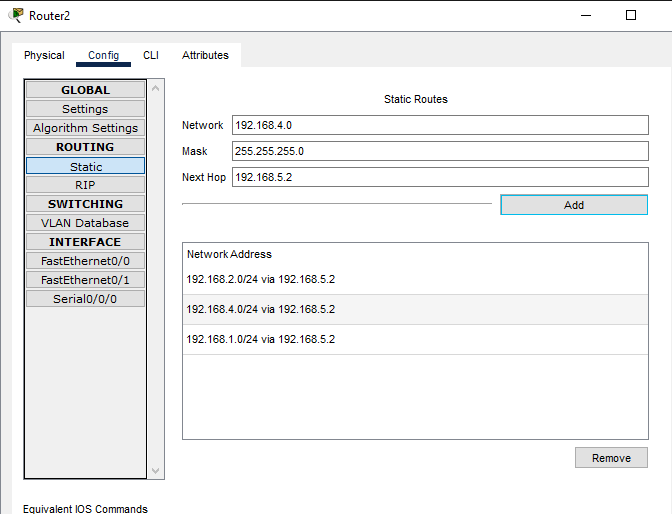 Router2
Physical Config CLI Attributes
GLOBAL
Settings
Algorithm Settings
ROUTING
Static
RIP
SWITCHING
VLAN Database
INTERFACE
FastEthernet0/0
FastEthernet0/1
Serial0/0/0
Static Routes
Network 192.168.4.0
Mask 255.255.255.0
Next Hop 192.168.5.2
Add
Network Address
192.168.2.0/24 via 192.168.5.2
192.168.4.0/24 via 192.168.5.2
192.168.1.0/24 via 192.168.5.2
Remove
Equivalent IOS Commands